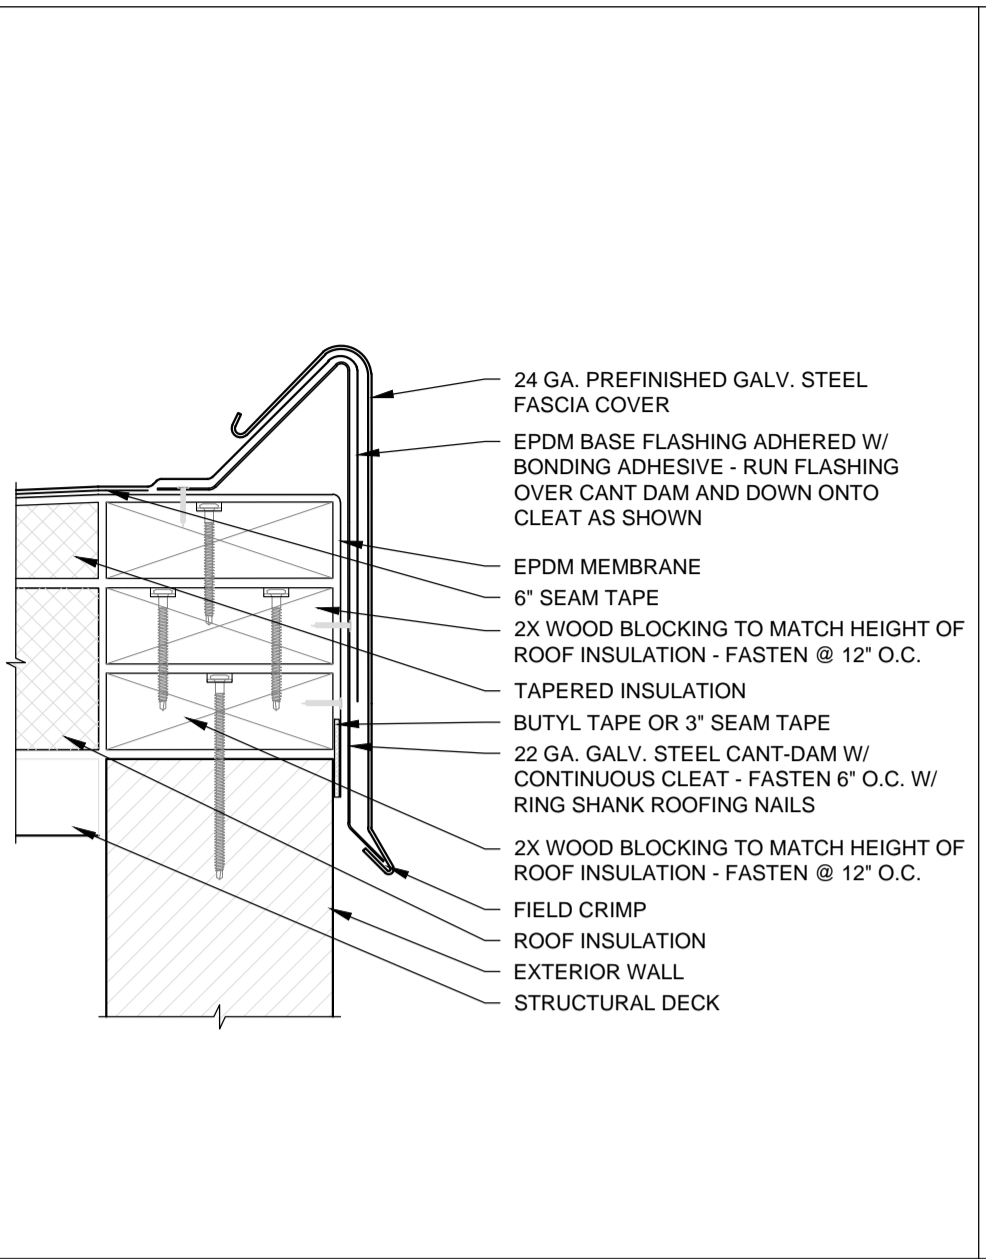 24 GA. PREFINISHED GALV. STEEL
FASCIA COVER
EPDM BASE FLASHING ADHERED W/
BONDING ADHESIVE - RUN FLASHING
OVER CANT DAM AND DOWN ONTO
CLEAT AS SHOWN
EPDM MEMBRANE
6" SEAM TAPE
2X WOOD BLOCKING TO MATCH HEIGHT OF
ROOF INSULATION - FASTEN @ 12" O.C.
TAPERED INSULATION
BUTYL TAPE OR 3" SEAM TAPE
22 GA. GALV. STEEL CANT-DAM W/
CONTINUOUS CLEAT - FASTEN 6" O.C. W/
RING SHANK ROOFING NAILS
2X WOOD BLOCKING TO MATCH HEIGHT OF
ROOF INSULATION - FASTEN @ 12" O.C.
FIELD CRIMP
ROOF INSULATION
EXTERIOR WALL
STRUCTURAL DECK